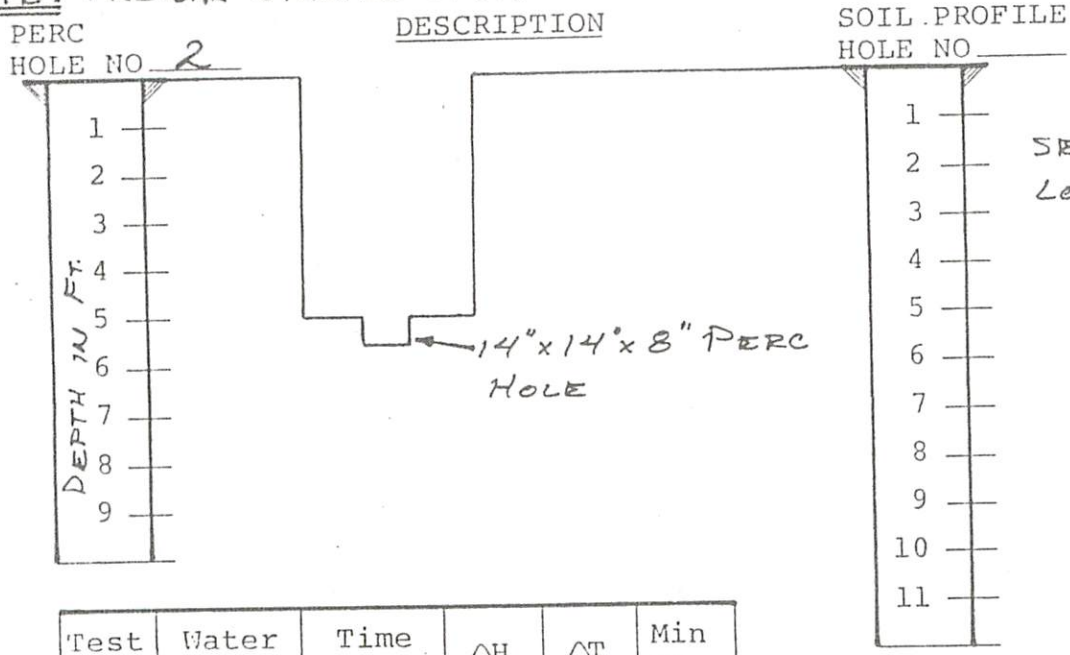 PERC
HOLE NO 2
DESCRIPTION
SOIL PROFILE
HOLE NO
1
2
3
4
5
6
7
8
9
DEPTH IN FT.
14" x 14" x 8" PERC
HOLE
1
2
3
4
5
6
7
8
9
10
11
Test Water Time ΔH ΔT Min